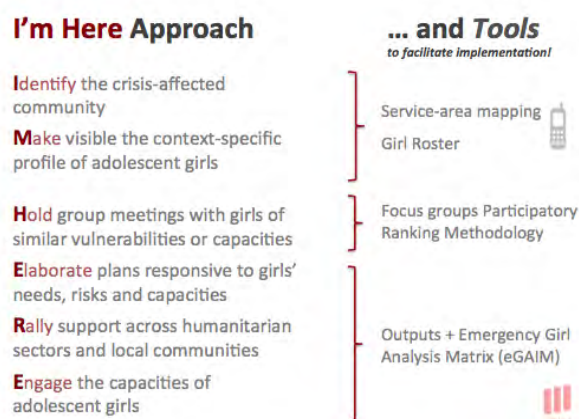 I'm Here Approach
... and Tools
to facilitate implementation!
Identify the crisis-affected
community
Make visible the context-specific
profile of adolescent girls
Service-area mapping
Girl Roster
Hold group meetings with girls of
similar vulnerabilities or capacities
Focus groups Participatory
Ranking Methodology
Elaborate plans responsive to girls'
needs, risks and capacities
Rally support across humanitarian
sectors and local communities
Engage the capacities of
adolescent girls
Outputs + Emergency Girl
Analysis Matrix (eGAIM)